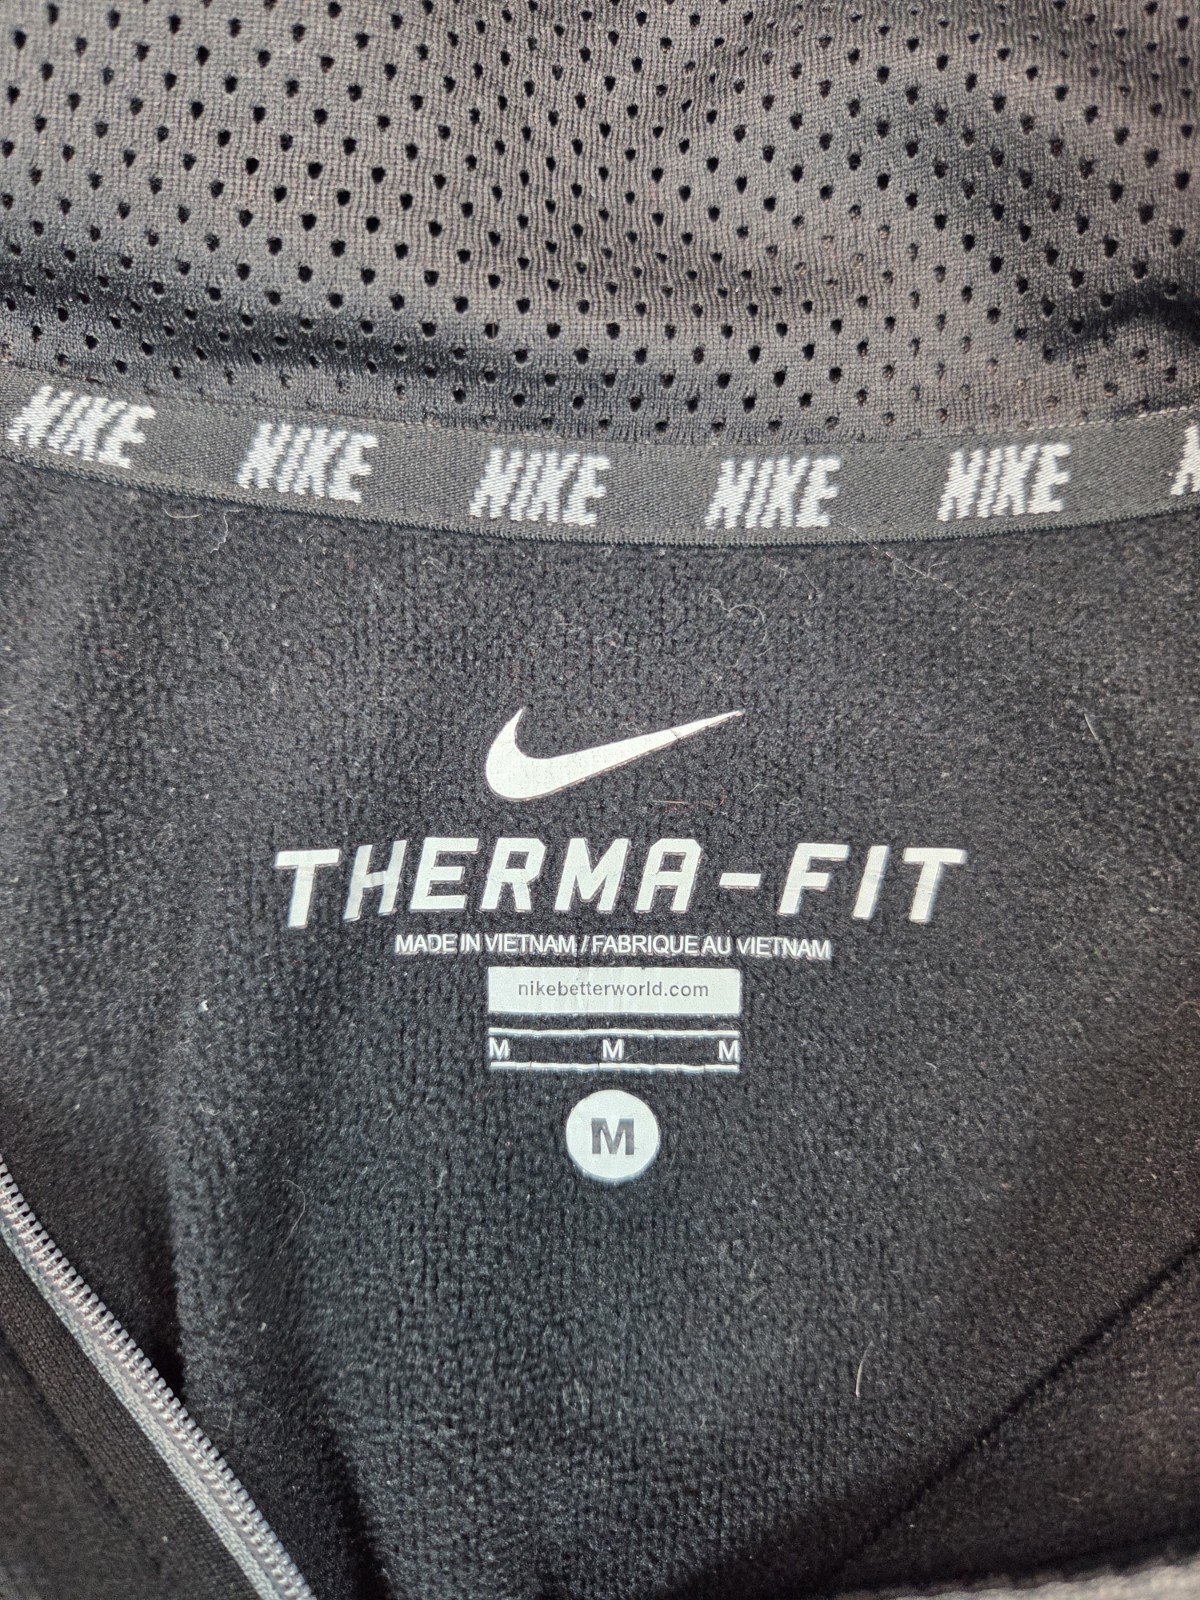 NIKE NIKE NIKE NIKE NIKE
THERMA-FIT
MADE IN VIETNAM / FABRIQUE AU VIETNAM
nikebetterworld.com
M M M
M